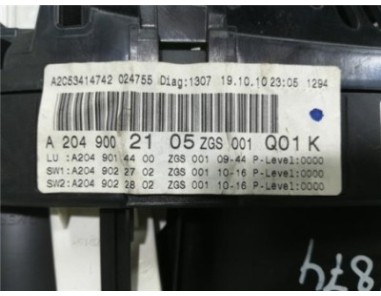 A2C53414742 024755 Diag:1307 19.10.10 23:05 1294
A 204 900 21 05 ZGS 001 Q01 K
LU :A204 901 44 00 ZGS 001 09-44 P-Level:0000
SW1:A204 902 27 02 ZGS 001 10-16 P-Level:0000
SW2:A204 902 28 02 ZGS 001 10-16 P-Level:0000
874